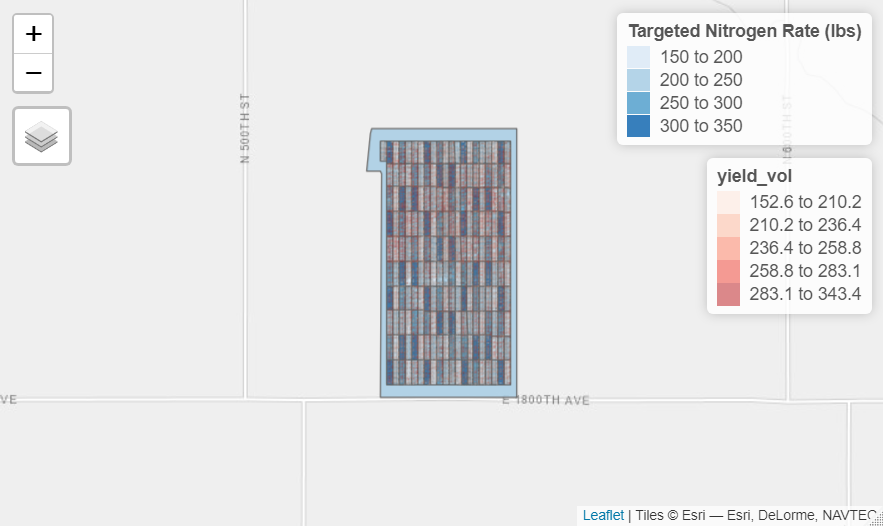 +
−
N 500TH ST
Targeted Nitrogen Rate (lbs)
150 to 200
200 to 250
250 to 300
300 to 350
yield_vol
152.6 to 210.2
210.2 to 236.4
236.4 to 258.8
258.8 to 283.1
283.1 to 343.4
VE
E 1800TH AVE
Leaflet | Tiles © Esri — Esri, DeLorme, NAVTEQ